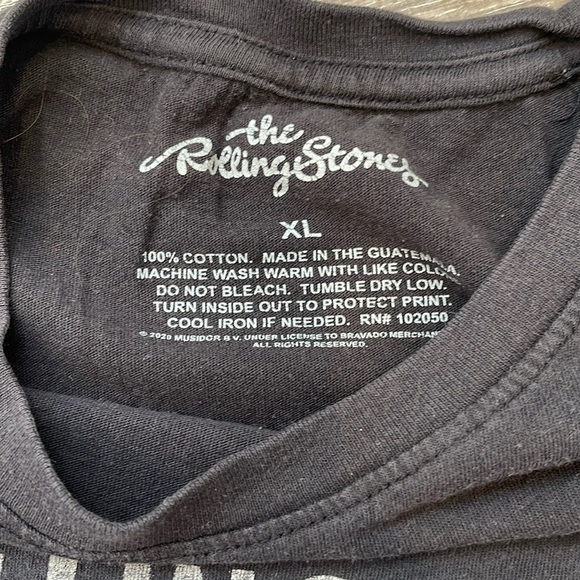 the
Rolling Stones
XL
100% COTTON. MADE IN THE GUATEMALA.
MACHINE WASH WARM WITH LIKE COLO
DO NOT BLEACH. TUMBLE DRY LOW.
TURN INSIDE OUT TO PROTECT PRINT.
COOL IRON IF NEEDED. RN# 102050
© 2020 MUSIDOR B.V. UNDER LICENSE TO BRAVADO MERCHAN
ALL RIGHTS RESERVED.